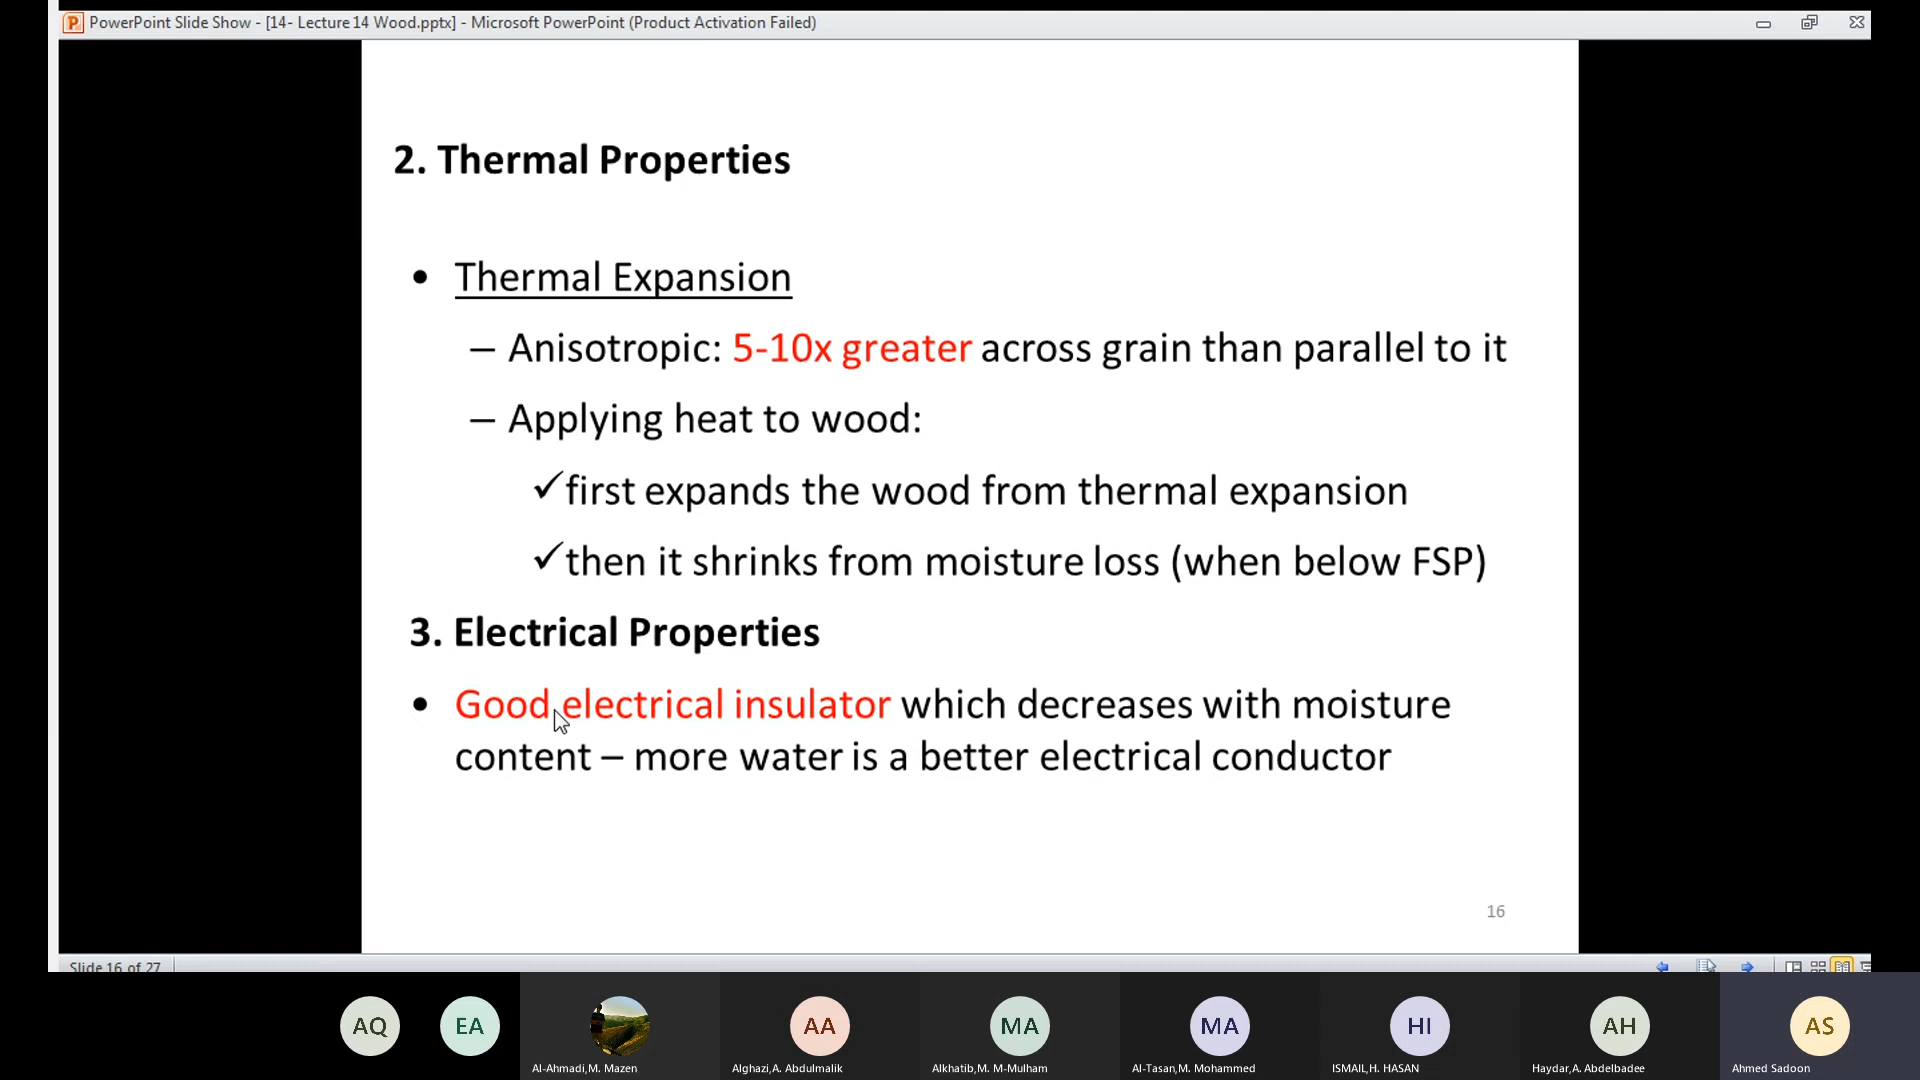 PowerPoint Slide Show - [14- Lecture 14 Wood.pptx] - Microsoft PowerPoint (Product Activation Failed)
2. Thermal Properties
• Thermal Expansion
– Anisotropic: 5-10x greater across grain than parallel to it
– Applying heat to wood:
✓first expands the wood from thermal expansion
✓then it shrinks from moisture loss (when below FSP)
3. Electrical Properties
• Good electrical insulator which decreases with moisture
content – more water is a better electrical conductor
16
Slide 16 of 27
AQ
EA
AA
MA
MA
HI
AH
AS
Al-Ahmadi,M. Mazen
Alghazi,A. Abdulmalik
Alkhatib,M. M-Mulham
Al-Tasan,M. Mohammed
ISMAIL,H. HASAN
Haydar,A. Abdelbadee
Ahmed Sadoon